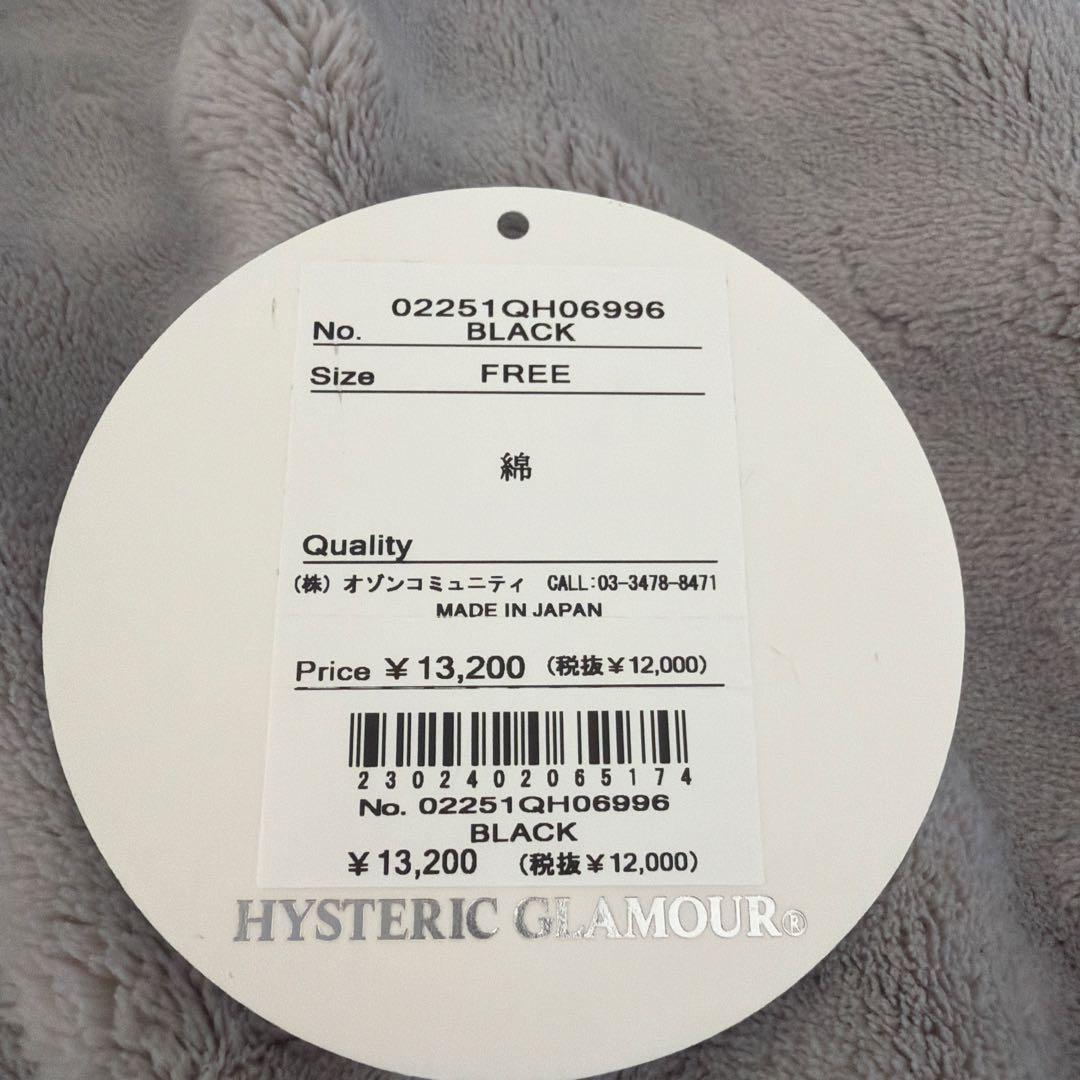 02251QH06996
No. BLACK
Size FREE
綿
Quality
(株) オゾンコミュニティ CALL:03-3478-8471
MADE IN JAPAN
Price ¥13,200 (税抜¥12,000)
2302402065174
No. 02251QH06996
BLACK
¥13,200 (税抜¥12,000)
HYSTERIC GLAMOUR®